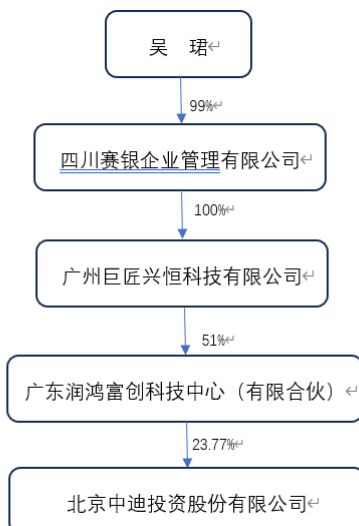 吴 珺
99%
四川赛银企业管理有限公司
100%
广州巨匠兴恒科技有限公司
51%
广东润鸿富创科技中心（有限合伙）
23.77%
北京中迪投资股份有限公司